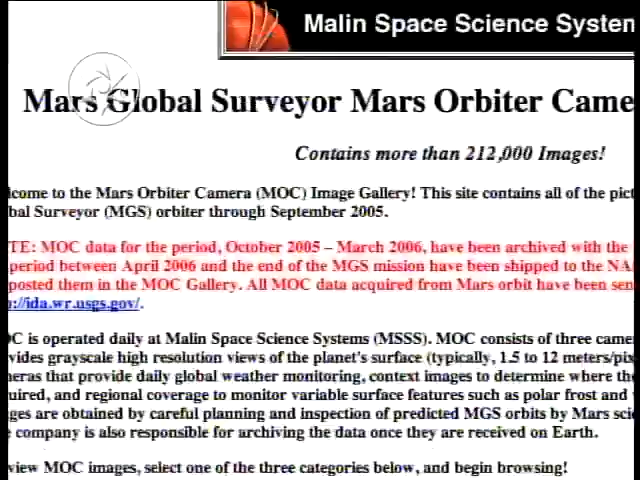 Malin Space Science System
Mars Global Surveyor Mars Orbiter Came
Contains more than 212,000 Images!
come to the Mars Orbiter Camera (MOC) Image Gallery! This site contains all of the pict
bal Surveyor (MGS) orbiter through September 2005.
TE: MOC data for the period, October 2005 – March 2006, have been archived with the
period between April 2006 and the end of the MGS mission have been shipped to the NA
posted them in the MOC Gallery. All MOC data acquired from Mars orbit have been sen
://ida.wr.usgs.gov/.
OC is operated daily at Malin Space Science Systems (MSSS). MOC consists of three came
vides grayscale high resolution views of the planet's surface (typically, 1.5 to 12 meters/pix
eras that provide daily global weather monitoring, context images to determine where the
uired, and regional coverage to monitor variable surface features such as polar frost and
ges are obtained by careful planning and inspection of predicted MGS orbits by Mars scie
company is also responsible for archiving the data once they are received on Earth.
view MOC images, select one of the three categories below, and begin browsing!